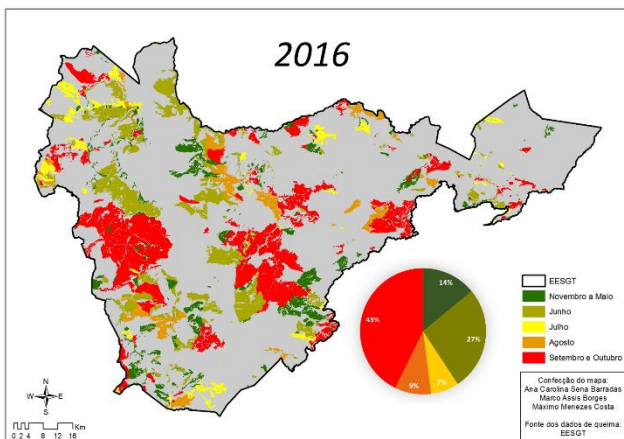 2016
14%
27%
7%
9%
43%
EESGT
Novembro a Maio
Junho
Julho
Agosto
Setembro e Outubro
Confecção do mapa:
Ana Carolina Sena Barradas
Marco Assis Borges
Máximo Menezes Costa
Fonte dos dados de queima:
EESGT
N
W E
S
Km
0 2 4 8 12 16